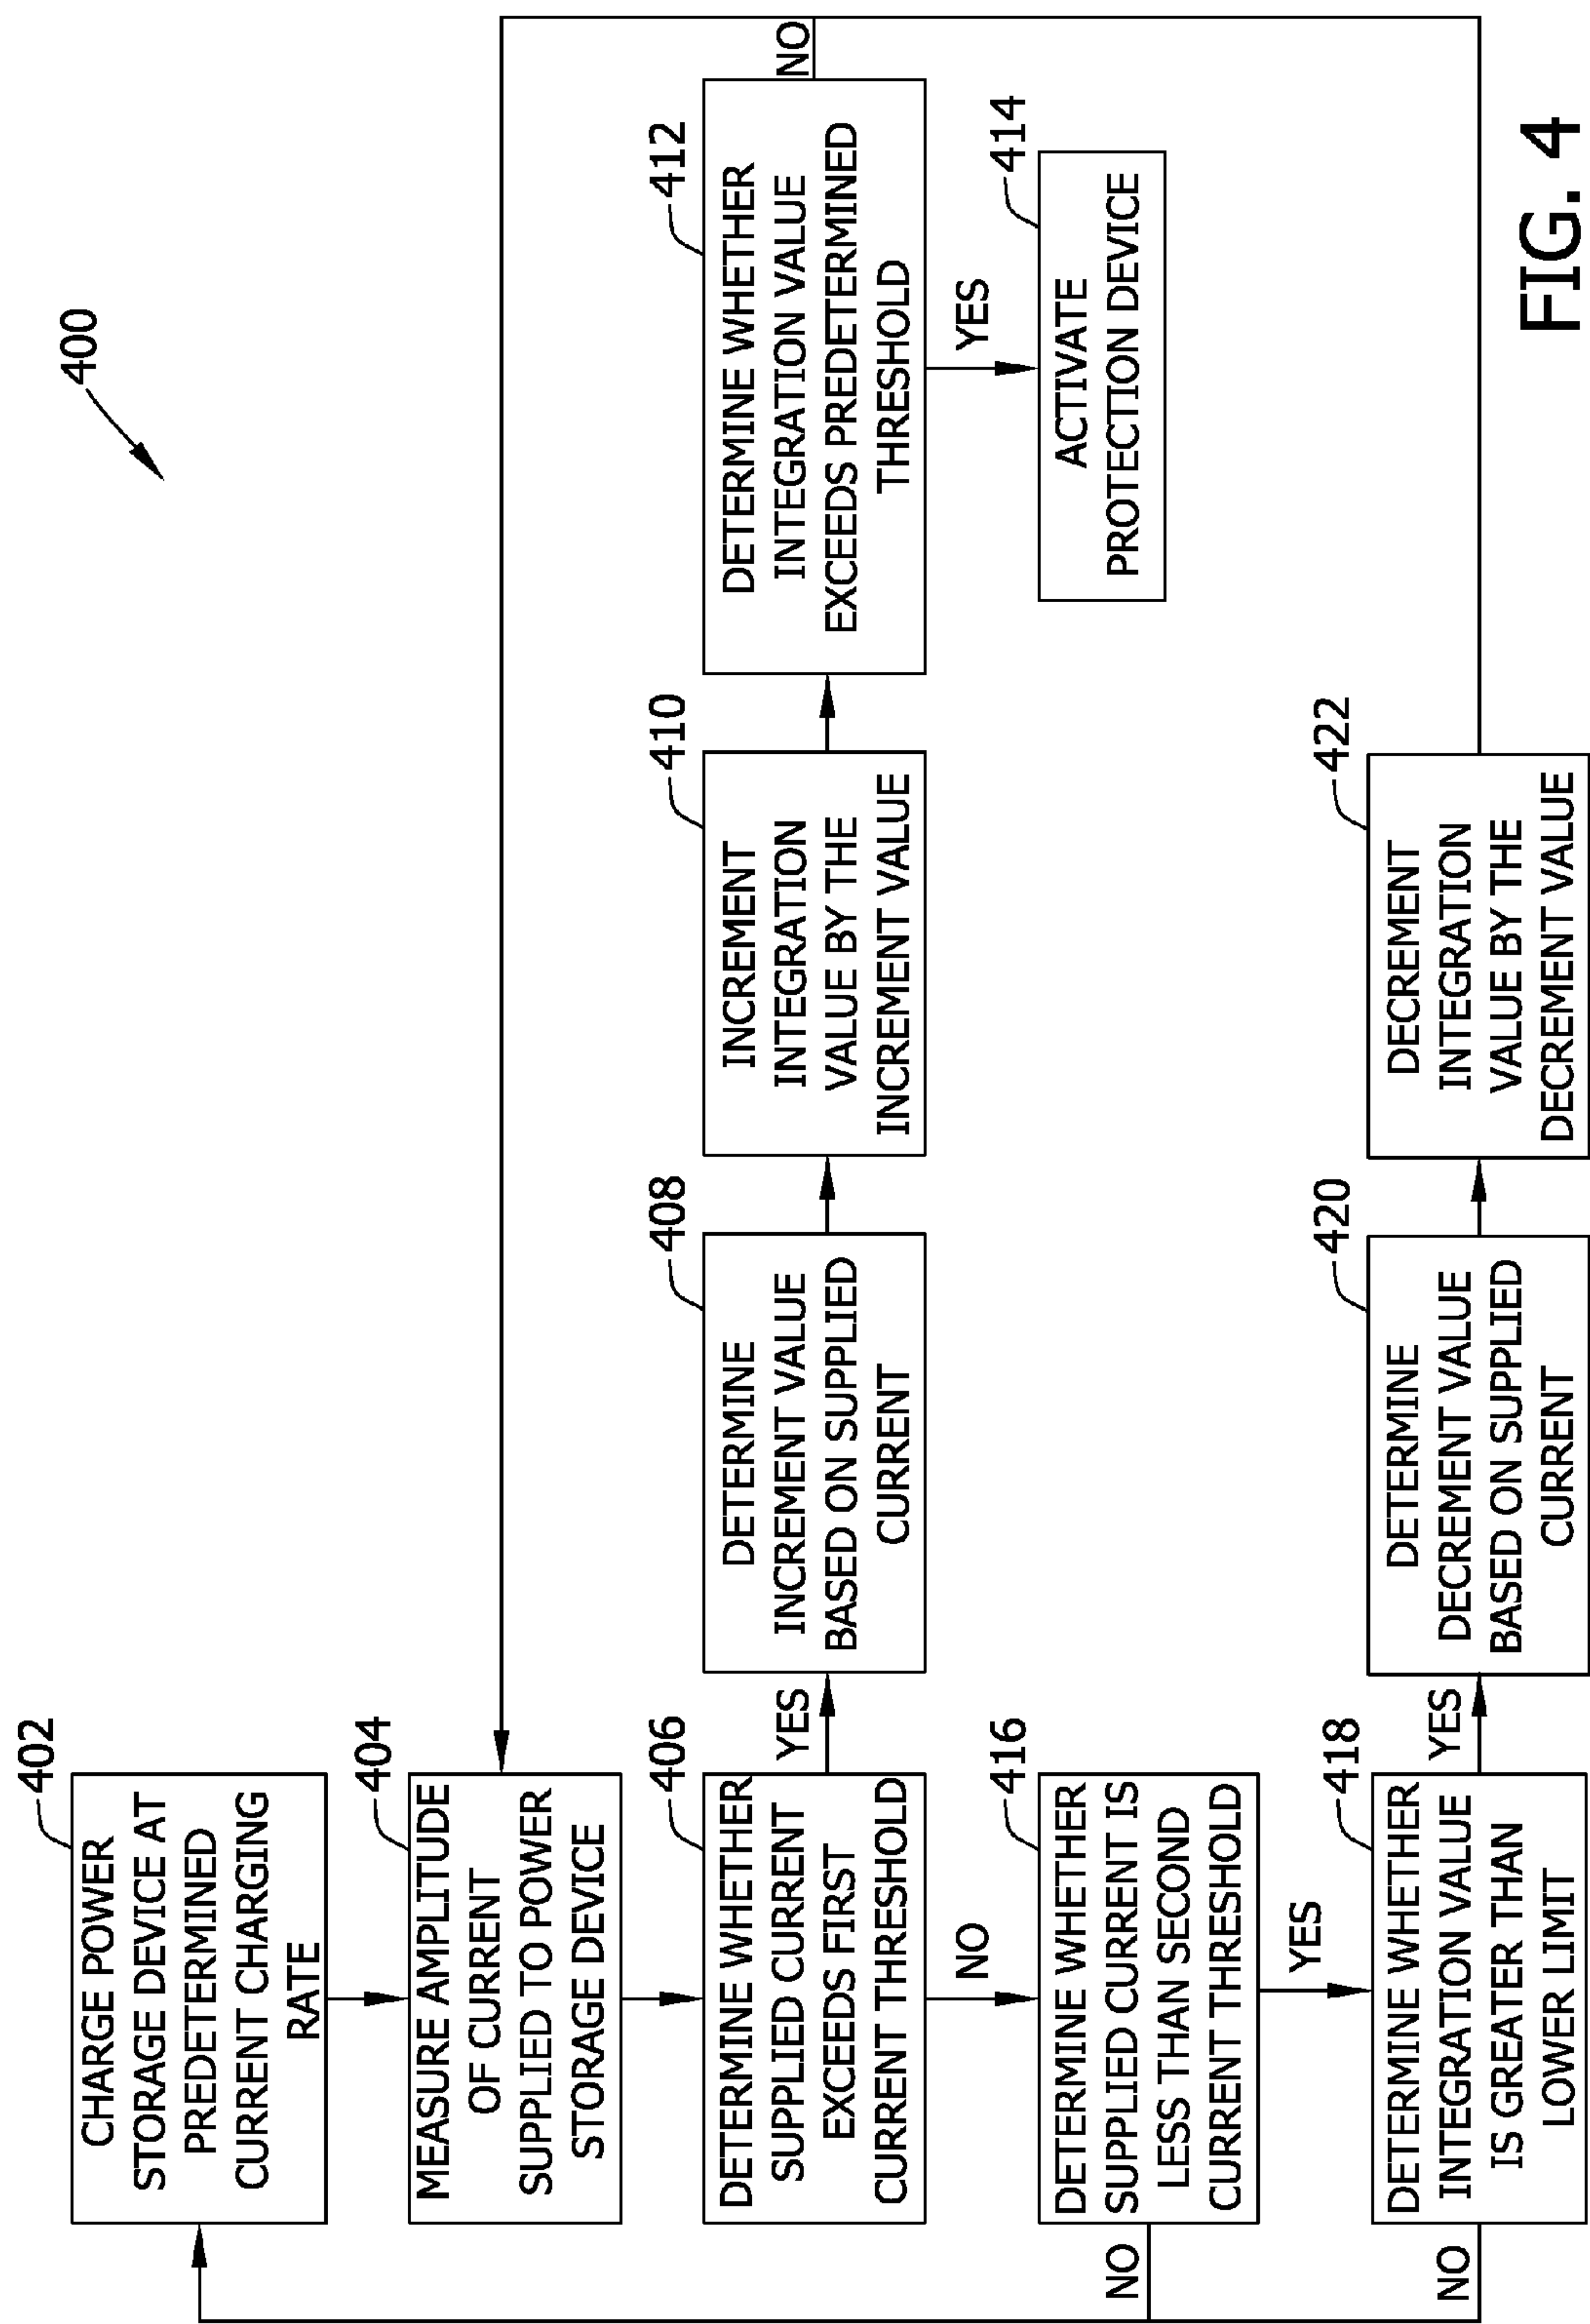 400
402
CHARGE POWER
STORAGE DEVICE AT
PREDETERMINED
CURRENT CHARGING
RATE
404
MEASURE AMPLITUDE
OF CURRENT
SUPPLIED TO POWER
STORAGE DEVICE
406
DETERMINE WHETHER
SUPPLIED CURRENT
EXCEEDS FIRST
CURRENT THRESHOLD
YES
408
DETERMINE
INCREMENT VALUE
BASED ON SUPPLIED
CURRENT
410
INCREMENT
INTEGRATION
VALUE BY THE
INCREMENT VALUE
412
DETERMINE WHETHER
INTEGRATION VALUE
EXCEEDS PREDETERMINED
THRESHOLD
NO
YES
414
ACTIVATE
PROTECTION DEVICE
NO
416
DETERMINE WHETHER
SUPPLIED CURRENT IS
LESS THAN SECOND
CURRENT THRESHOLD
NO
YES
418
DETERMINE WHETHER
INTEGRATION VALUE
IS GREATER THAN
LOWER LIMIT
NO
YES
420
DETERMINE
DECREMENT VALUE
BASED ON SUPPLIED
CURRENT
422
DECREMENT
INTEGRATION
VALUE BY THE
DECREMENT VALUE
FIG. 4